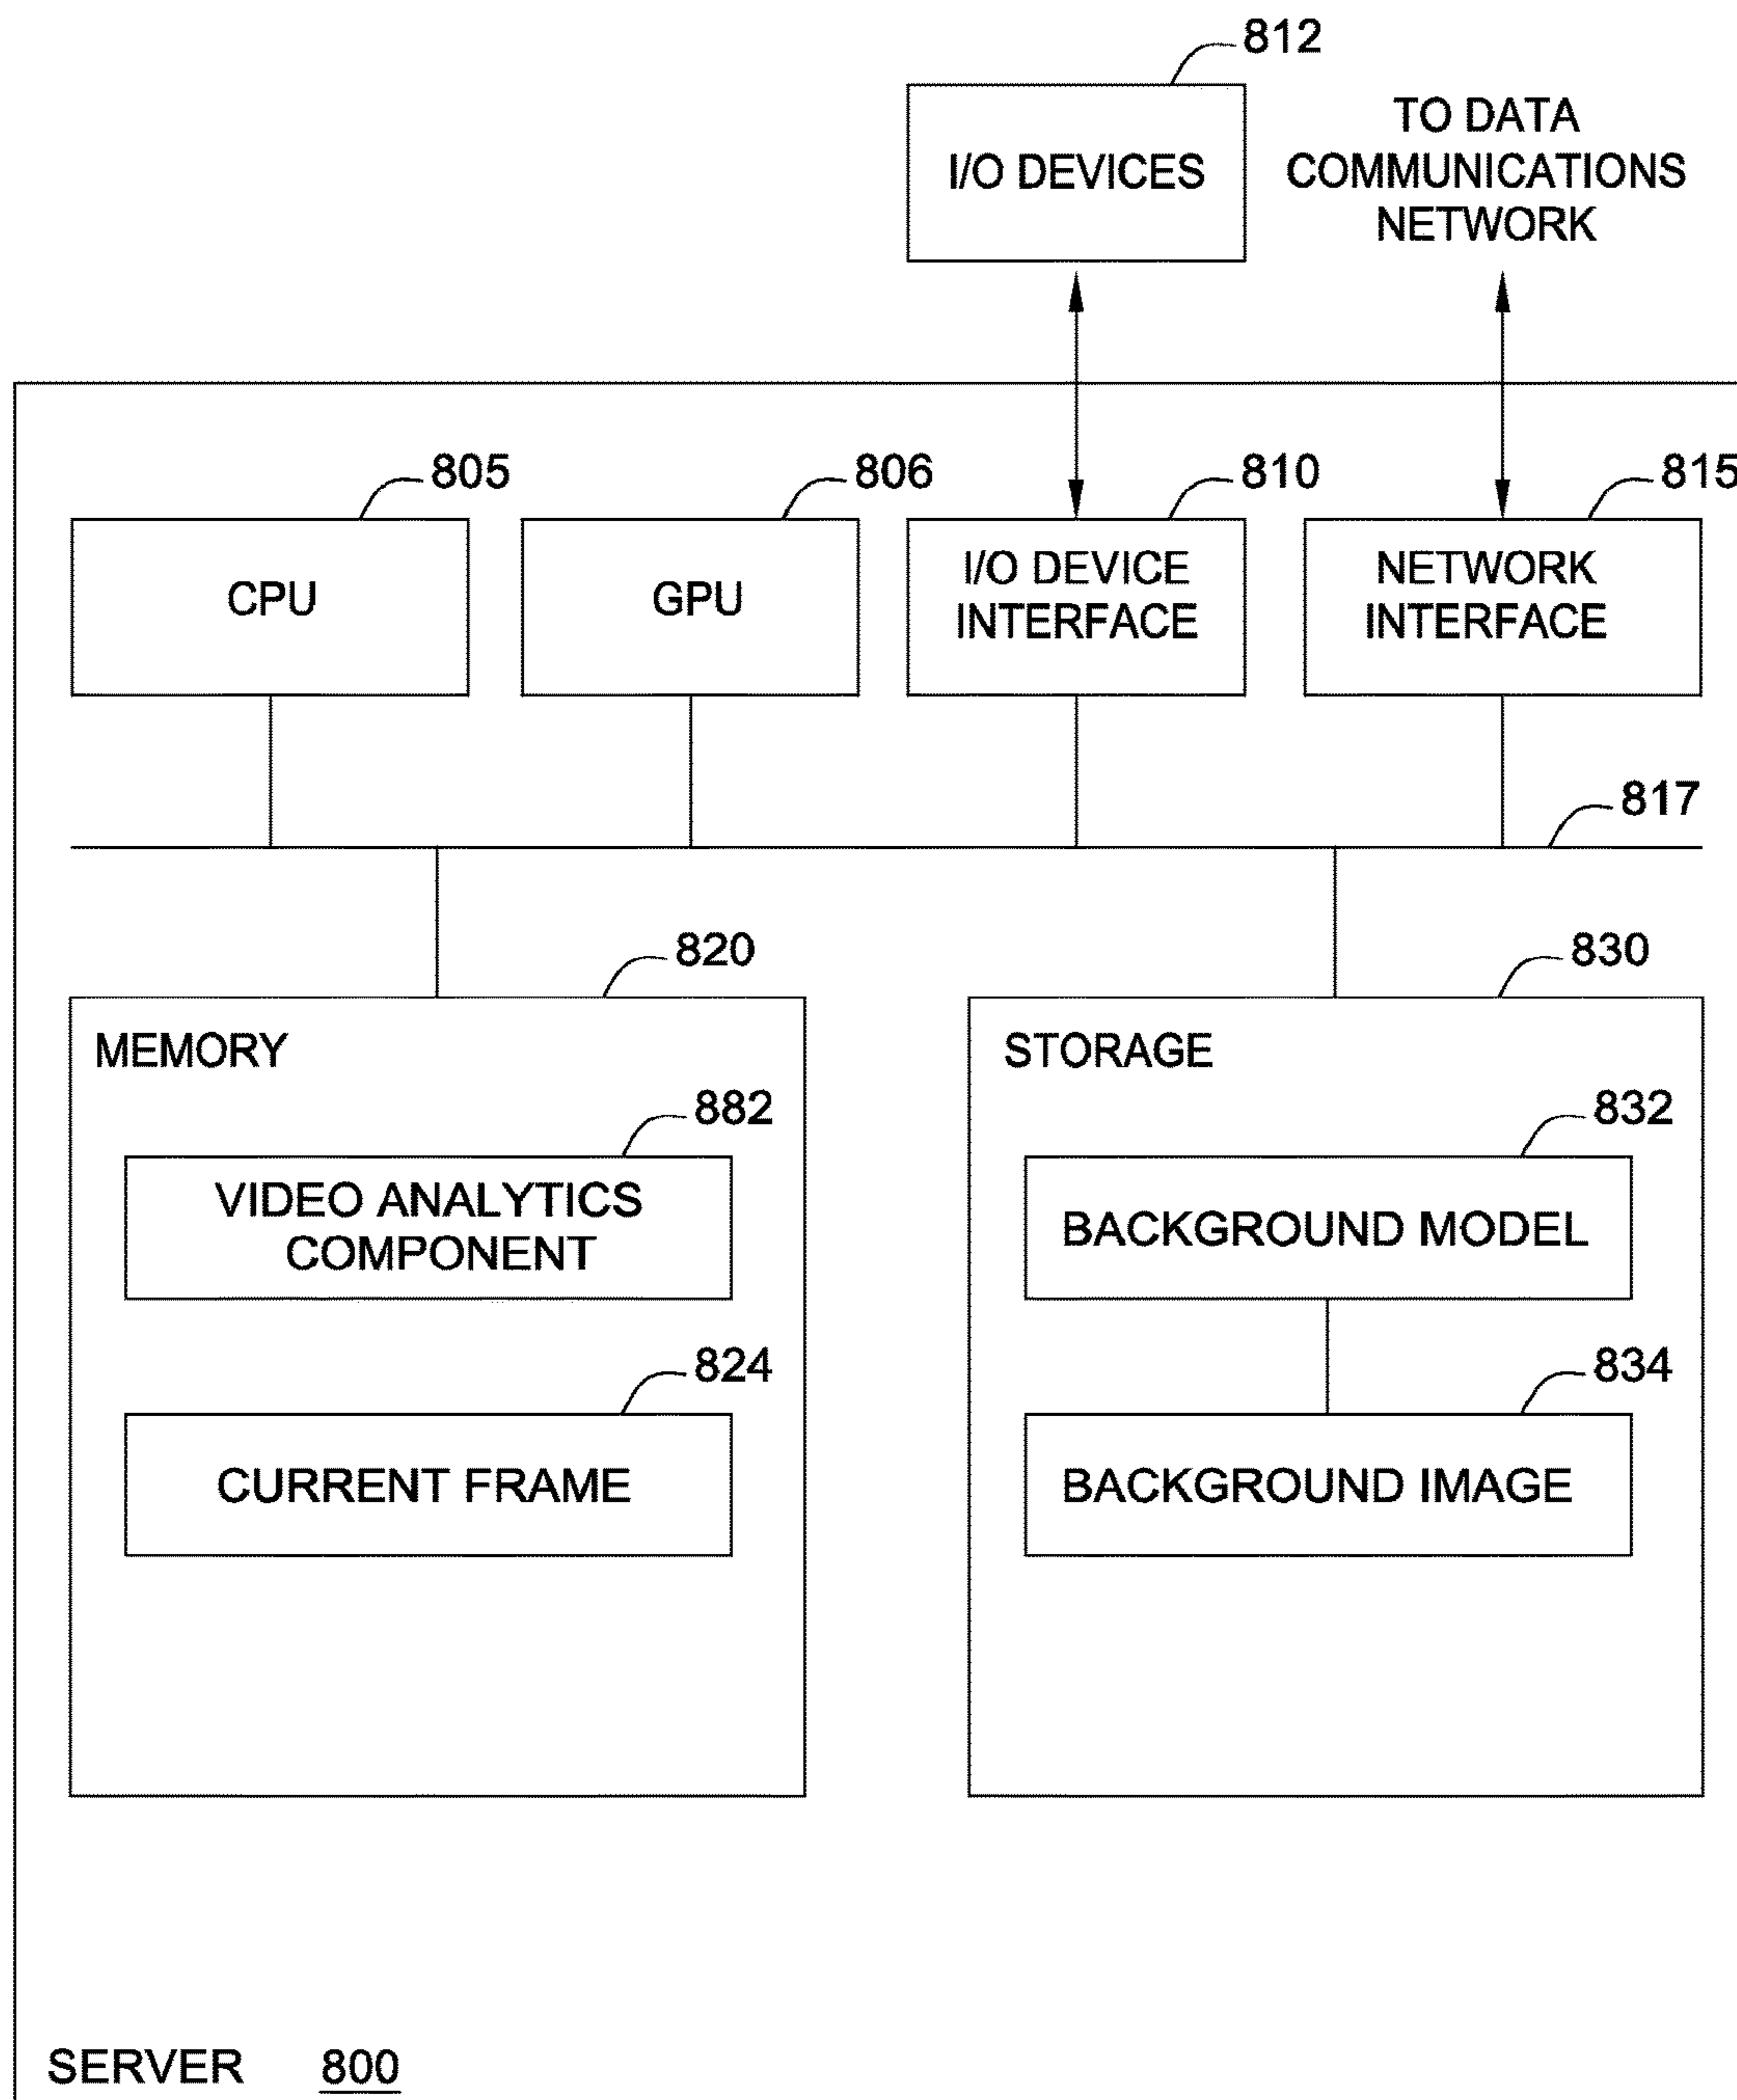 812
I/O DEVICES
TO DATA
COMMUNICATIONS
NETWORK
805
806
810
815
CPU
GPU
I/O DEVICE
INTERFACE
NETWORK
INTERFACE
817
820
830
MEMORY
STORAGE
882
832
VIDEO ANALYTICS
COMPONENT
BACKGROUND MODEL
824
834
CURRENT FRAME
BACKGROUND IMAGE
SERVER 800